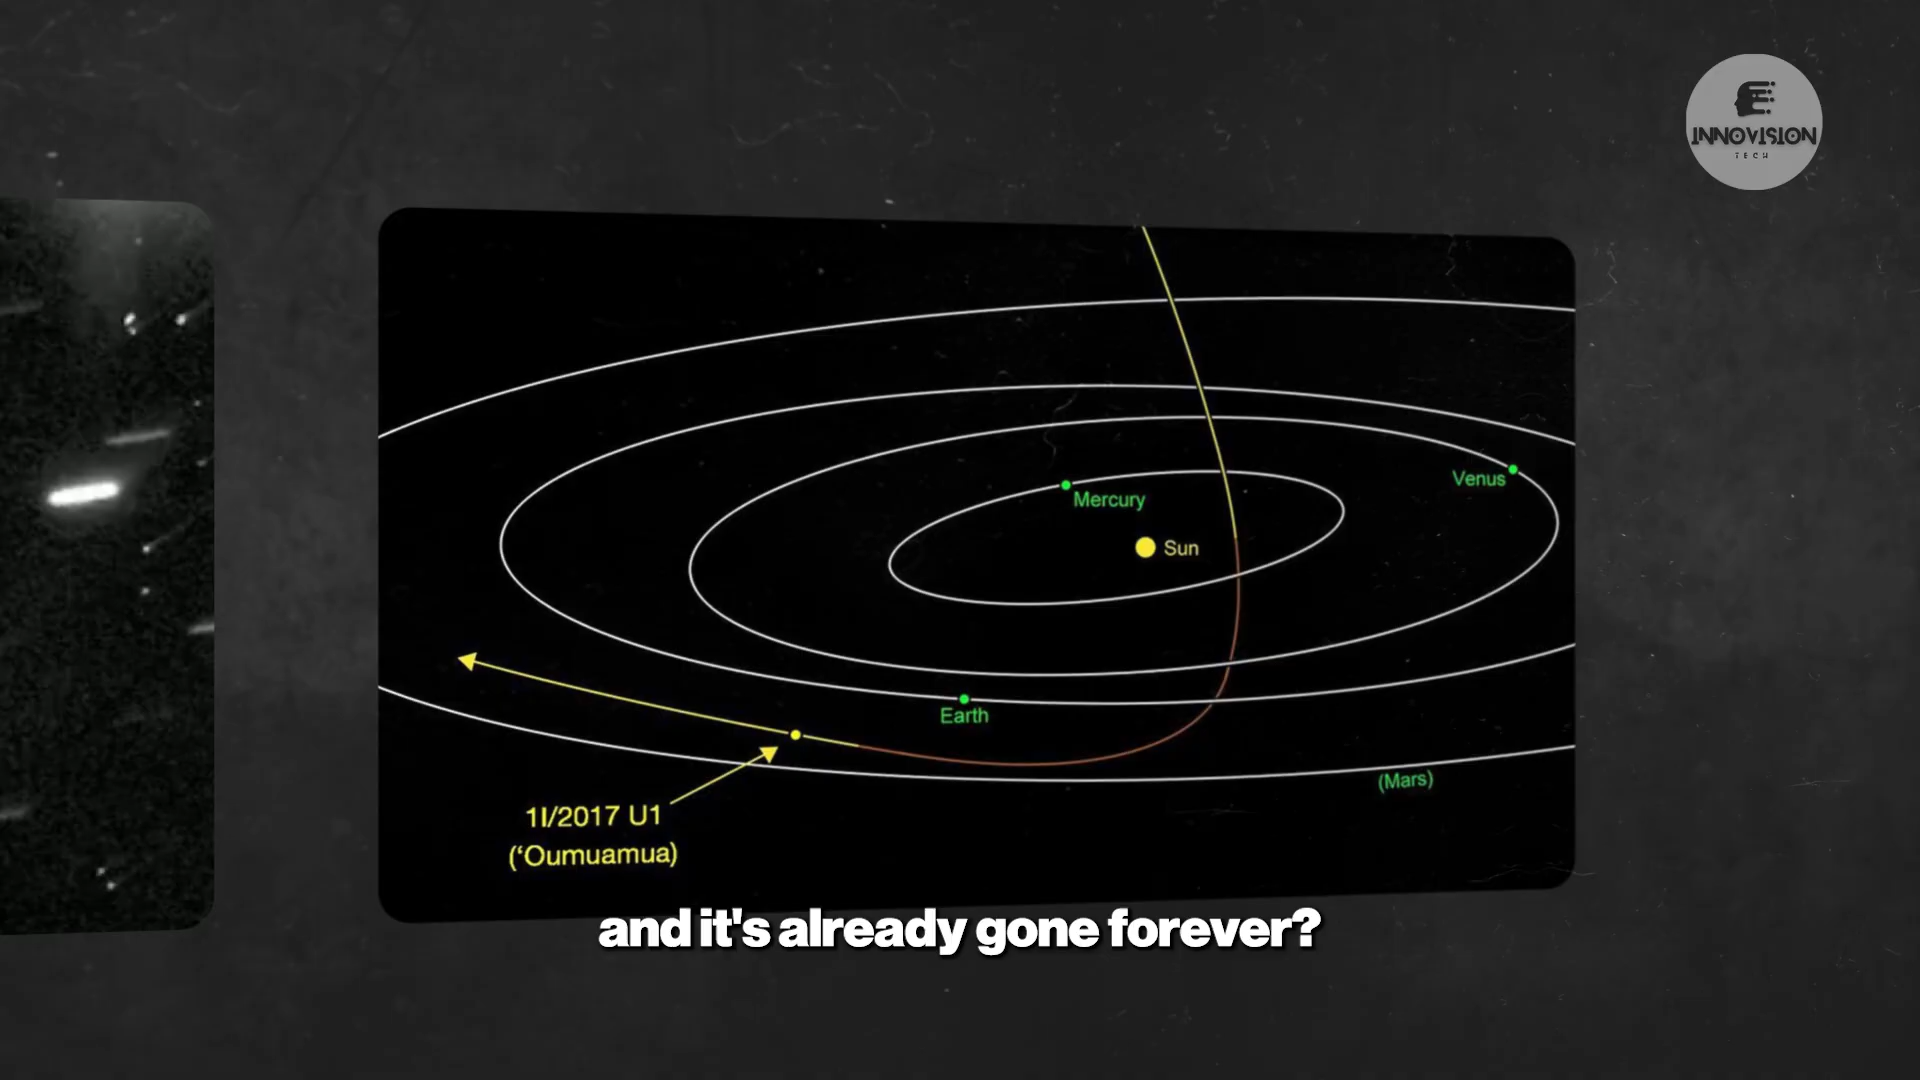 INNOVISION
TECH
Venus
Mercury
Sun
Earth
(Mars)
1I/2017 U1
(‘Oumuamua)
and it's already gone forever?